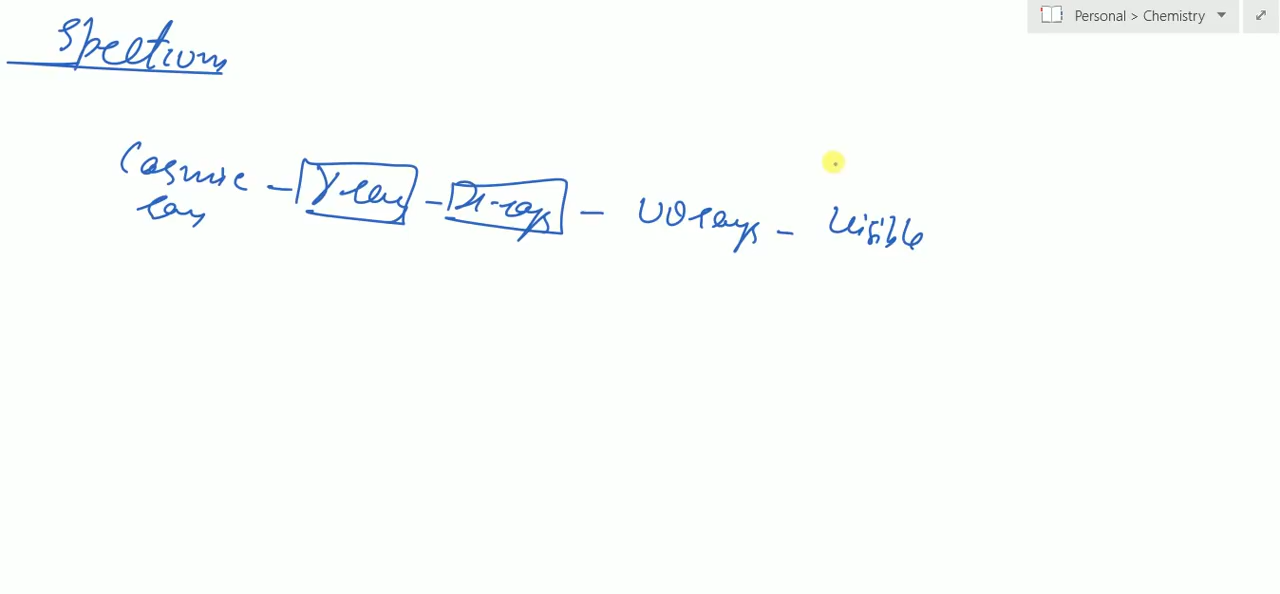 Personal > Chemistry
Spectrum
Cosmic ray - γ-ray - X-rays - UV rays - Visible